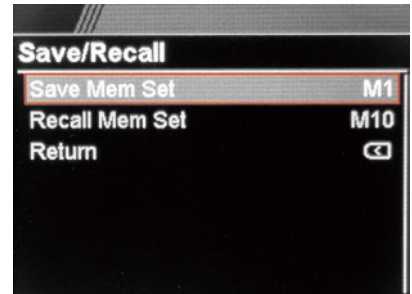 Save/Recall
Save Mem Set M1
Recall Mem Set M10
Return